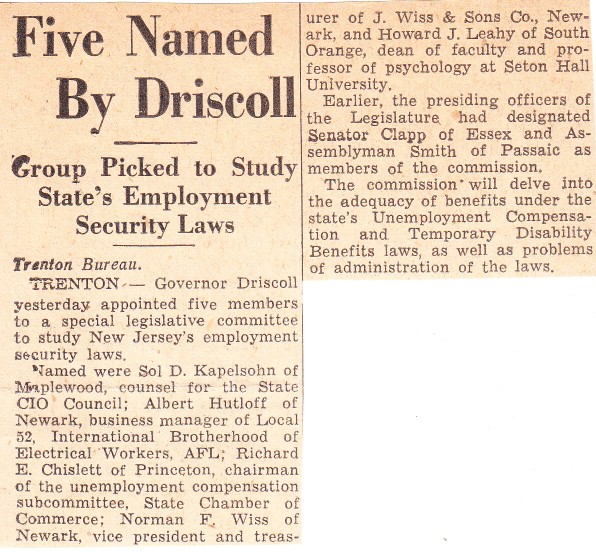 Five Named
By Driscoll
Group Picked to Study
State's Employment
Security Laws
Trenton Bureau.
TRENTON — Governor Driscoll
yesterday appointed five members
to a special legislative committee
to study New Jersey's employment
security laws.
Named were Sol D. Kapelsohn of
Maplewood, counsel for the State
CIO Council; Albert Hutloff of
Newark, business manager of Local
52, International Brotherhood of
Electrical Workers, AFL; Richard
E. Chislett of Princeton, chairman
of the unemployment compensation
subcommittee, State Chamber of
Commerce; Norman F. Wiss of
Newark, vice president and treas-
urer of J. Wiss & Sons Co., New-
ark, and Howard J. Leahy of South
Orange, dean of faculty and pro-
fessor of psychology at Seton Hall
University.
Earlier, the presiding officers of
the Legislature had designated
Senator Clapp of Essex and As-
semblyman Smith of Passaic as
members of the commission.
The commission will delve into
the adequacy of benefits under the
state's Unemployment Compensa-
tion and Temporary Disability
Benefits laws, as well as problems
of administration of the laws.